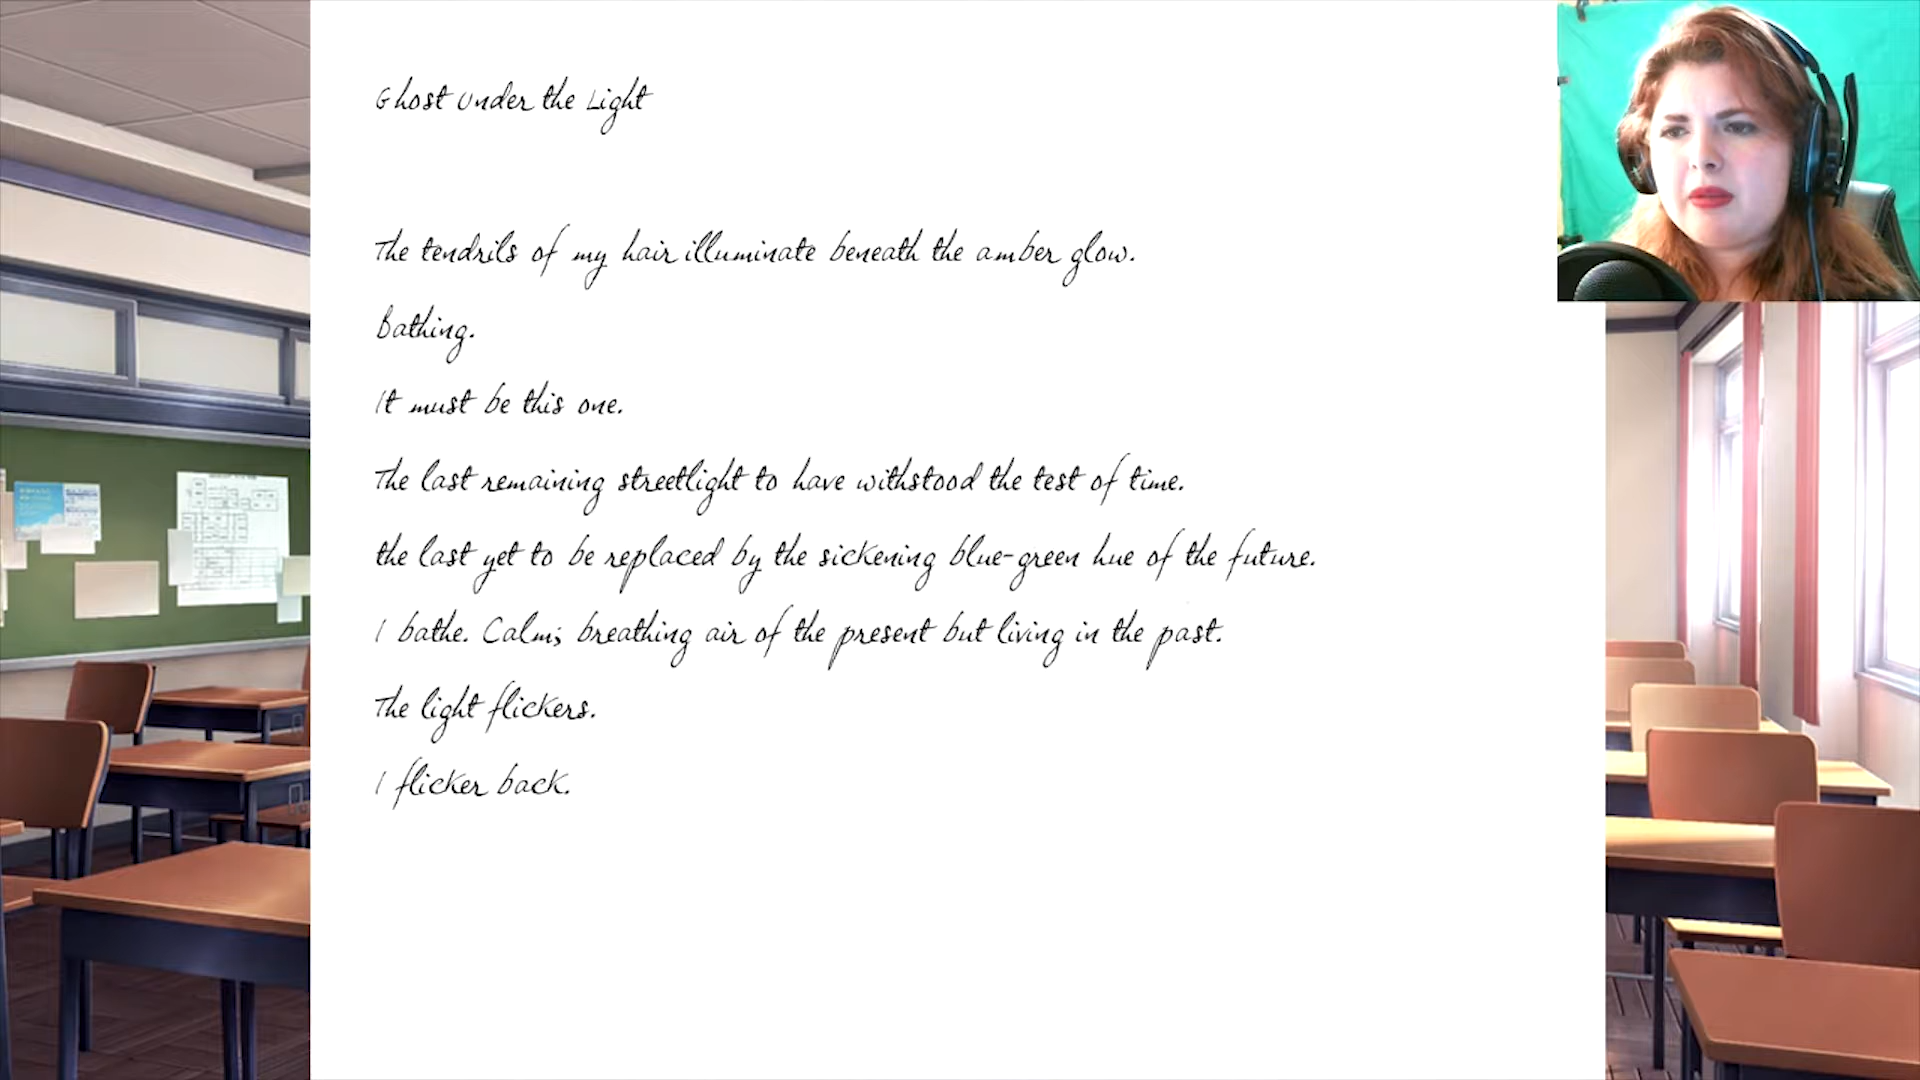 Ghost Under the Light
The tendrils of my hair illuminate beneath the amber glow.
Bathing.
It must be this one.
The last remaining streetlight to have withstood the test of time.
the last yet to be replaced by the sickening blue-green hue of the future.
I bathe. Calm; breathing air of the present but living in the past.
The light flickers.
I flicker back.